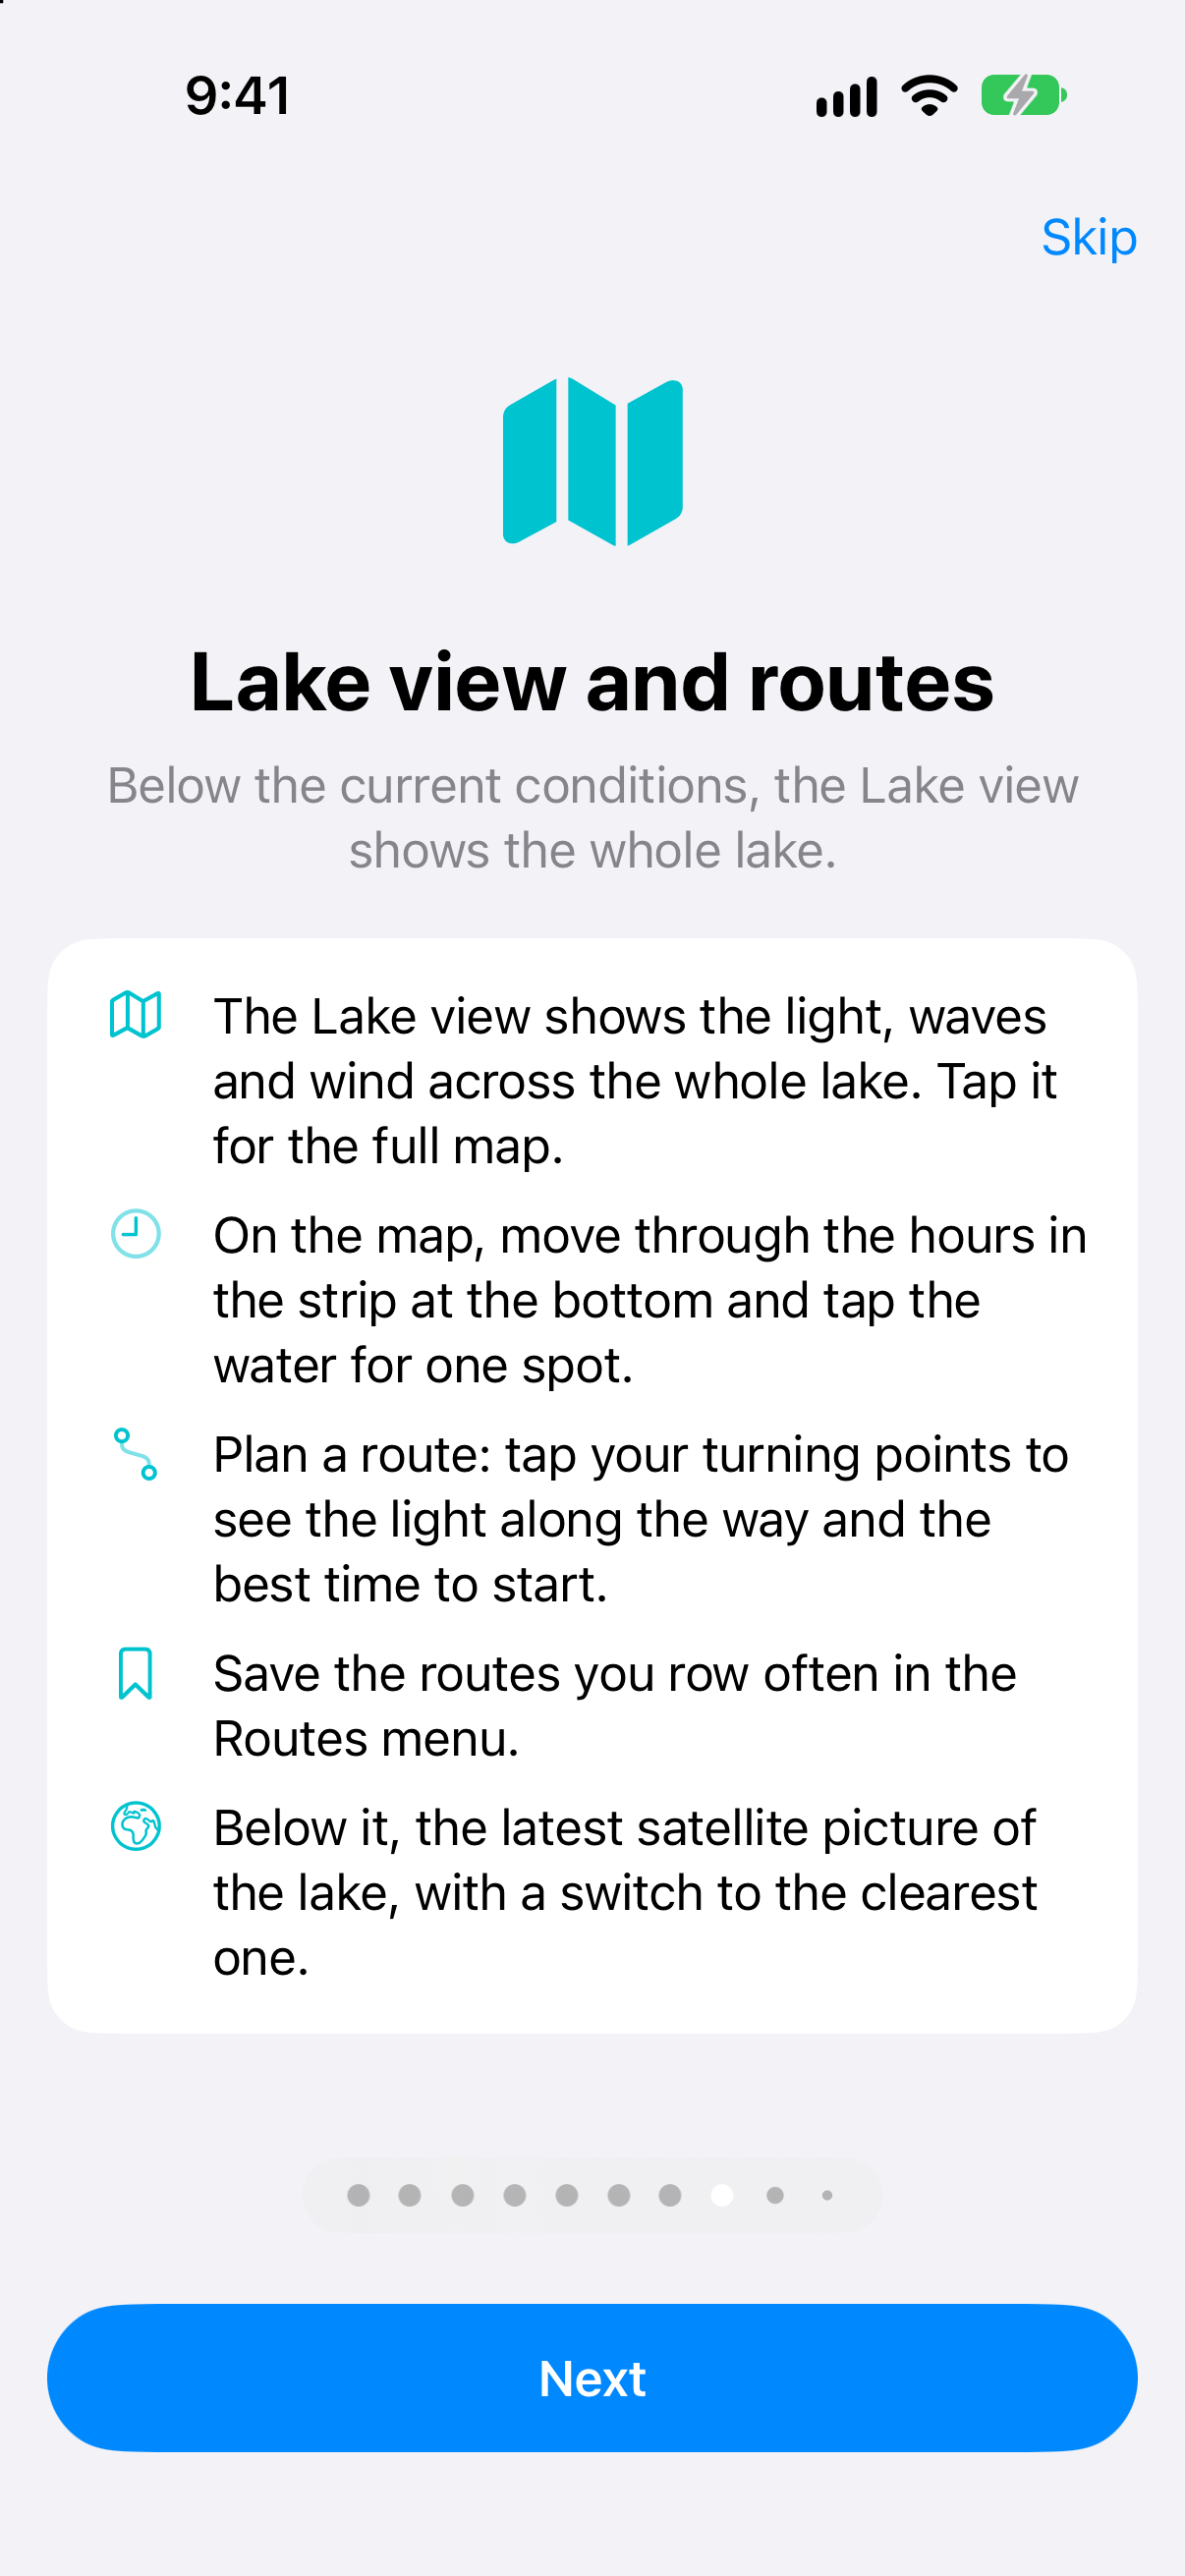 9:41
Skip
Lake view and routes
Below the current conditions, the Lake view
shows the whole lake.
The Lake view shows the light, waves
and wind across the whole lake. Tap it
for the full map.
On the map, move through the hours in
the strip at the bottom and tap the
water for one spot.
Plan a route: tap your turning points to
see the light along the way and the
best time to start.
Save the routes you row often in the
Routes menu.
Below it, the latest satellite picture of
the lake, with a switch to the clearest
one.
Next